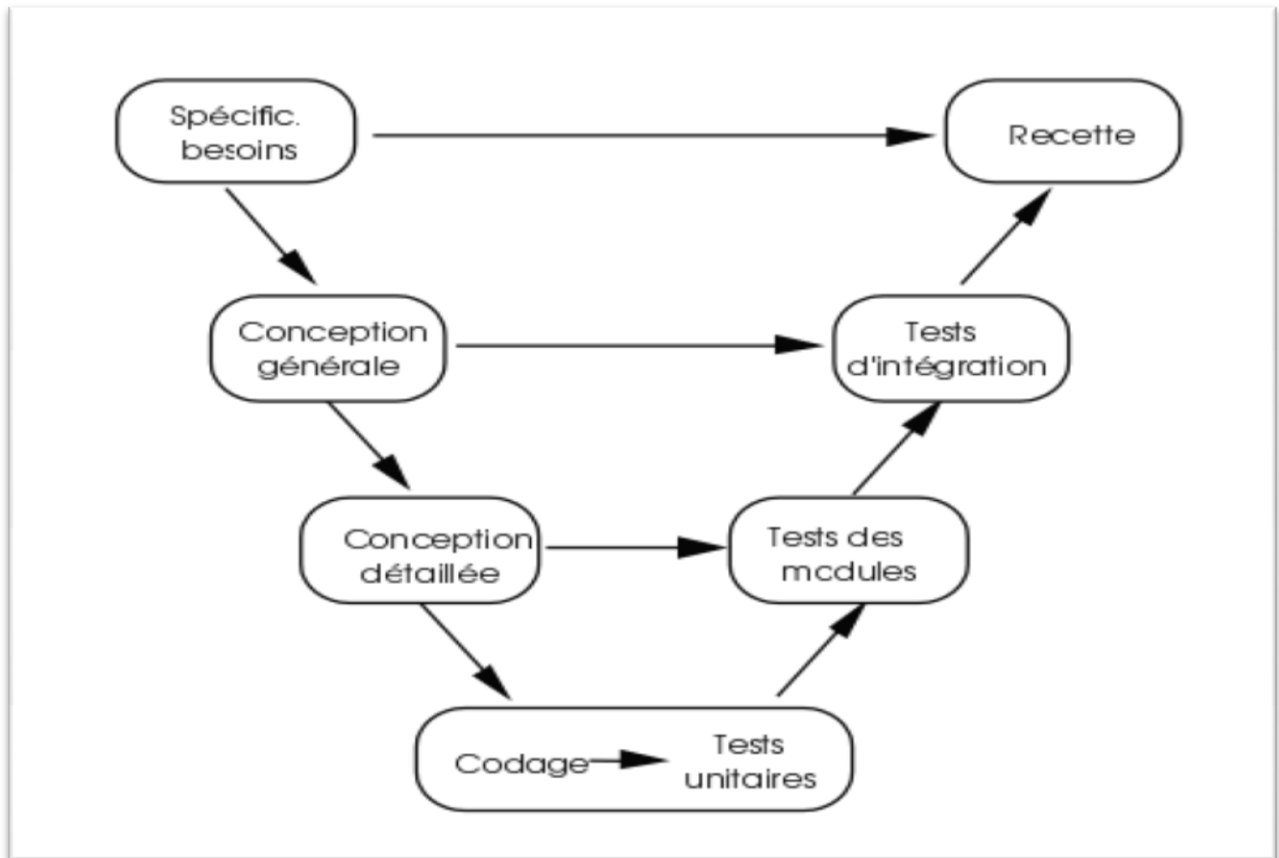 Spécific.
besoins
Recette
Conception
générale
Tests
d'intégration
Conception
détaillée
Tests des
modules
Codage
Tests
unitaires